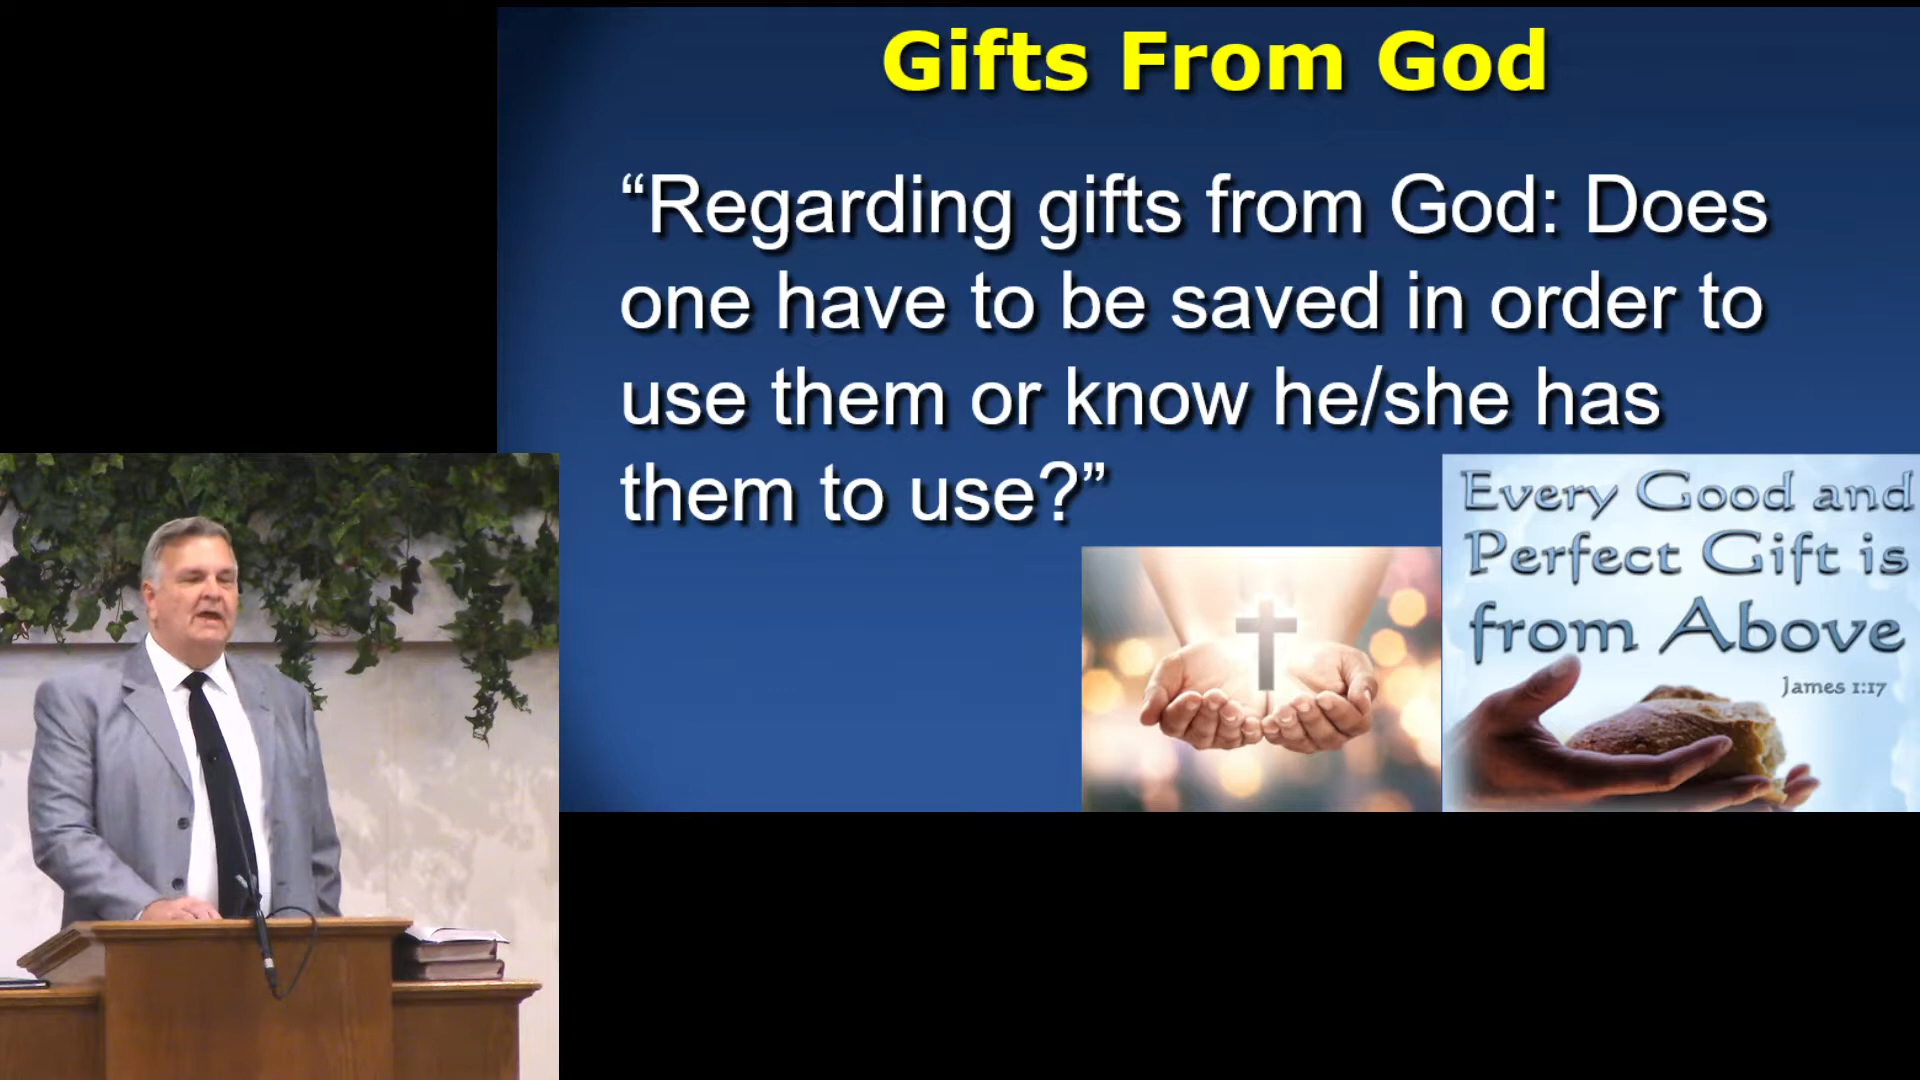 Gifts From God
“Regarding gifts from God: Does
one have to be saved in order to
use them or know he/she has
them to use?”
Every Good and
Perfect Gift is
from Above
James 1:17